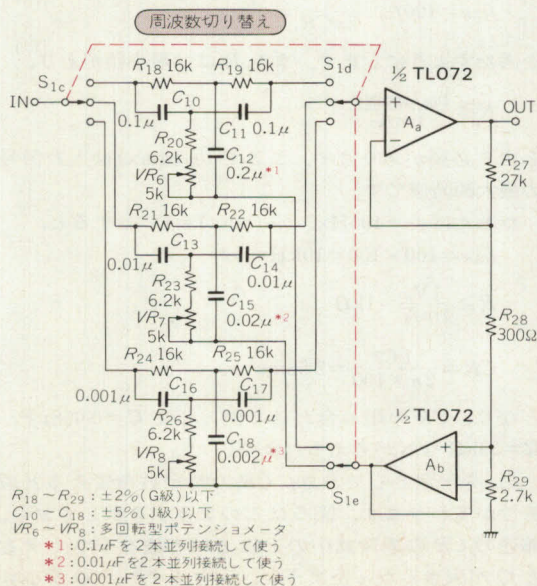 周波数切り替え
S1c
R18 16k
R19 16k
S1d
½ TL072
IN
C10
0.1μ
C11
0.1μ
R20
6.2k
C12
0.2μ*1
VR6
5k
+
Aa
−
OUT
R27
27k
R21 16k
R22 16k
C13
0.01μ
C14
0.01μ
R23
6.2k
C15
0.02μ*2
VR7
5k
R28
300Ω
R24 16k
R25 16k
C16
0.001μ
C17
0.001μ
R26
6.2k
C18
0.002μ*3
VR8
5k
½ TL072
+
Ab
−
S1e
R29
2.7k
R18〜R29：±2%(G級)以下
C10〜C18：±5%(J級)以下
VR6〜VR8：多回転型ポテンショメータ
*1：0.1μFを2本並列接続して使う
*2：0.01μFを2本並列接続して使う
*3：0.001μFを2本並列接続して使う